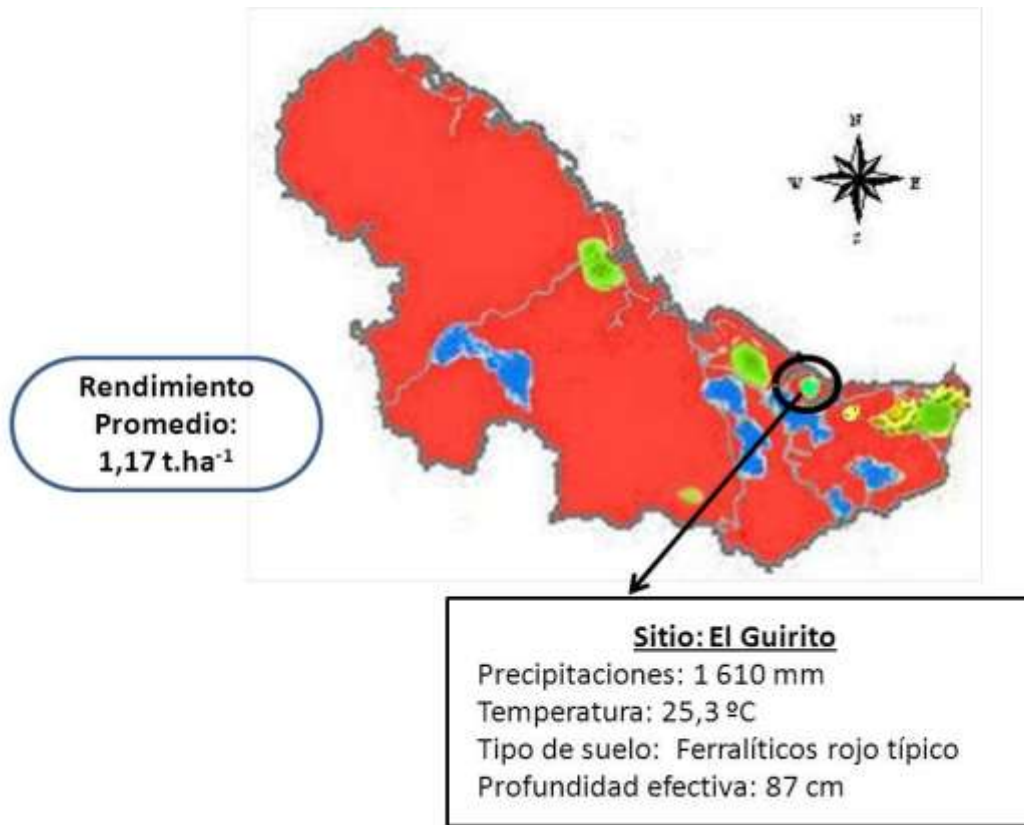 N
W E
S
Rendimiento
Promedio:
1,17 t.ha⁻¹
Sitio: El Guirito
Precipitaciones: 1 610 mm
Temperatura: 25,3 ºC
Tipo de suelo: Ferralíticos rojo típico
Profundidad efectiva: 87 cm